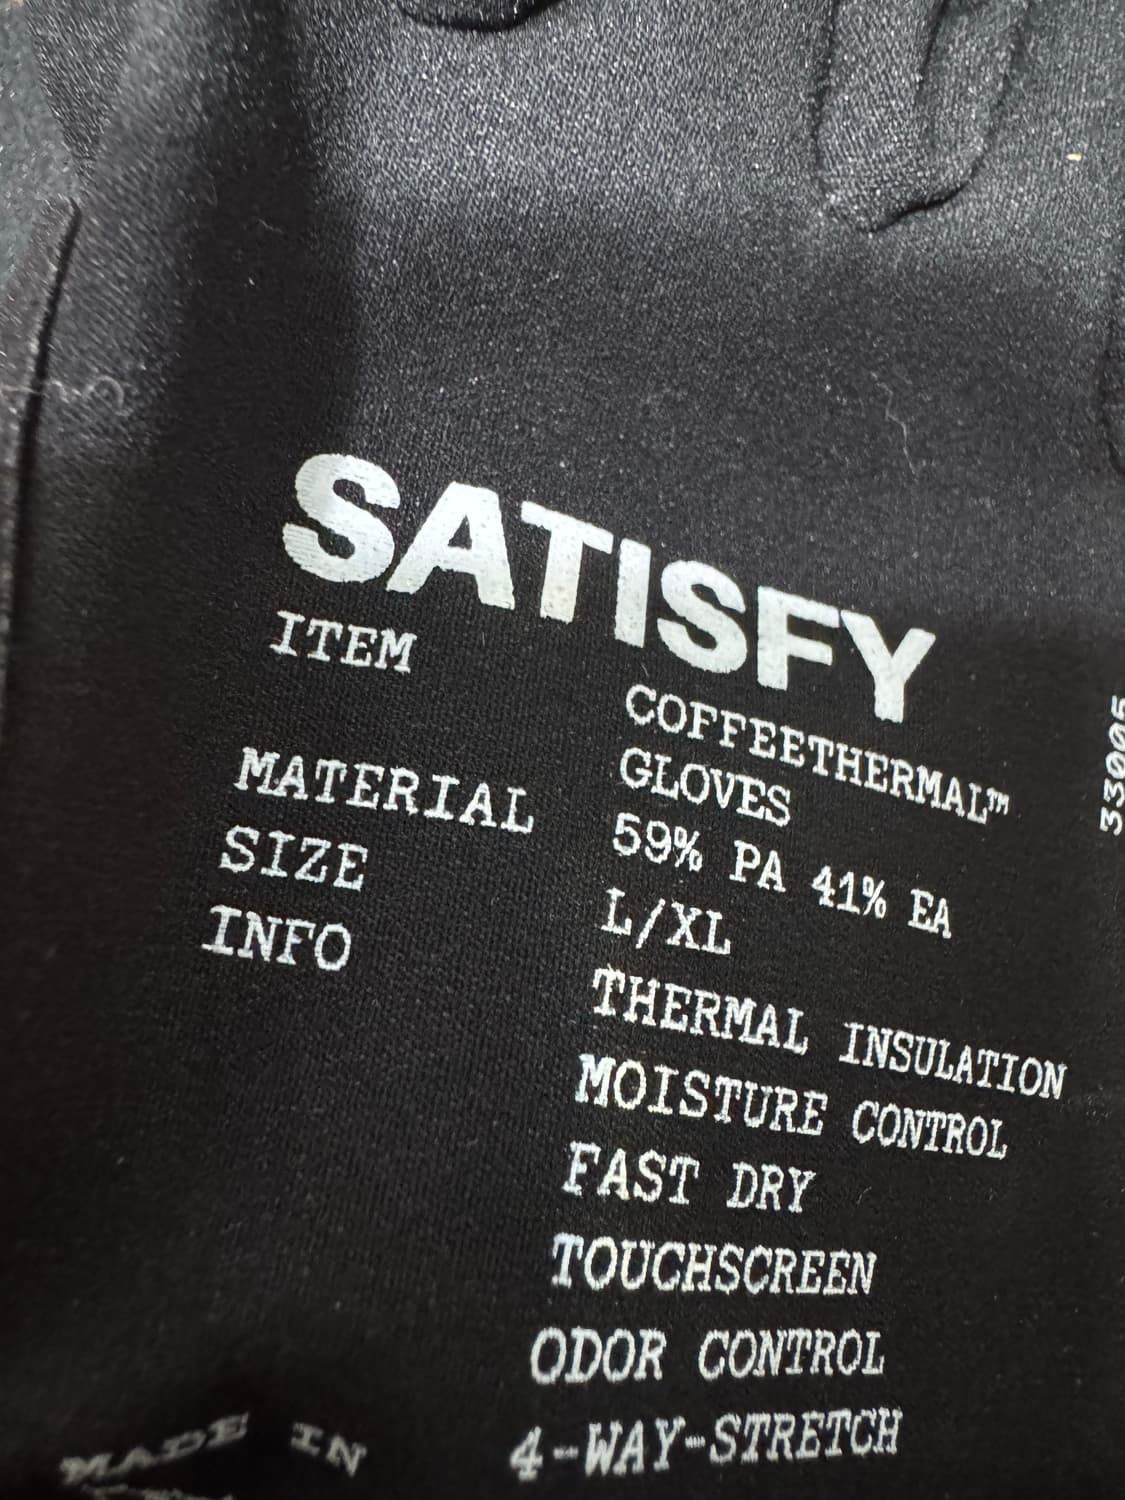 SATISFY
ITEM COFFEETHERMAL™
GLOVES
MATERIAL 59% PA 41% EA
SIZE L/XL
INFO THERMAL INSULATION
MOISTURE CONTROL
FAST DRY
TOUCHSCREEN
ODOR CONTROL
4-WAY-STRETCH
MADE IN
33005